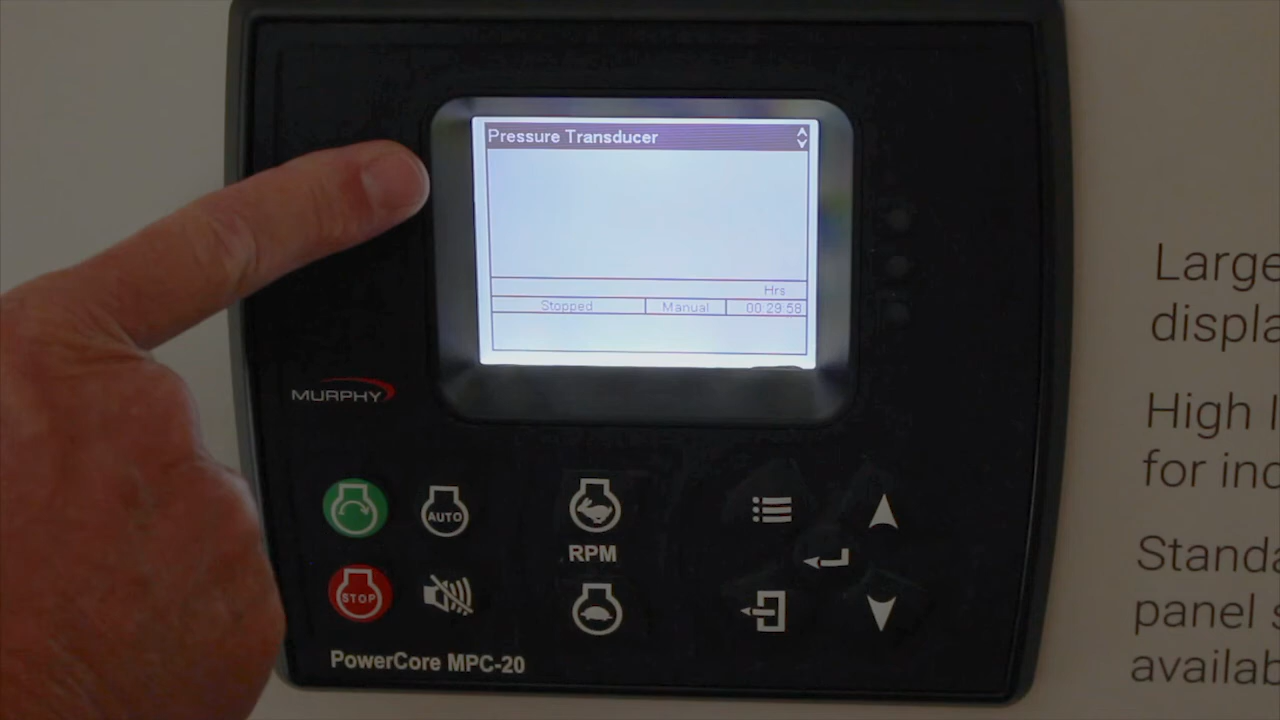 Pressure Transducer
Hrs
Stopped Manual 00:29:58
MURPHY
AUTO
RPM
STOP
PowerCore MPC-20
Large
displa
High
for inc
Standa
panel
availab